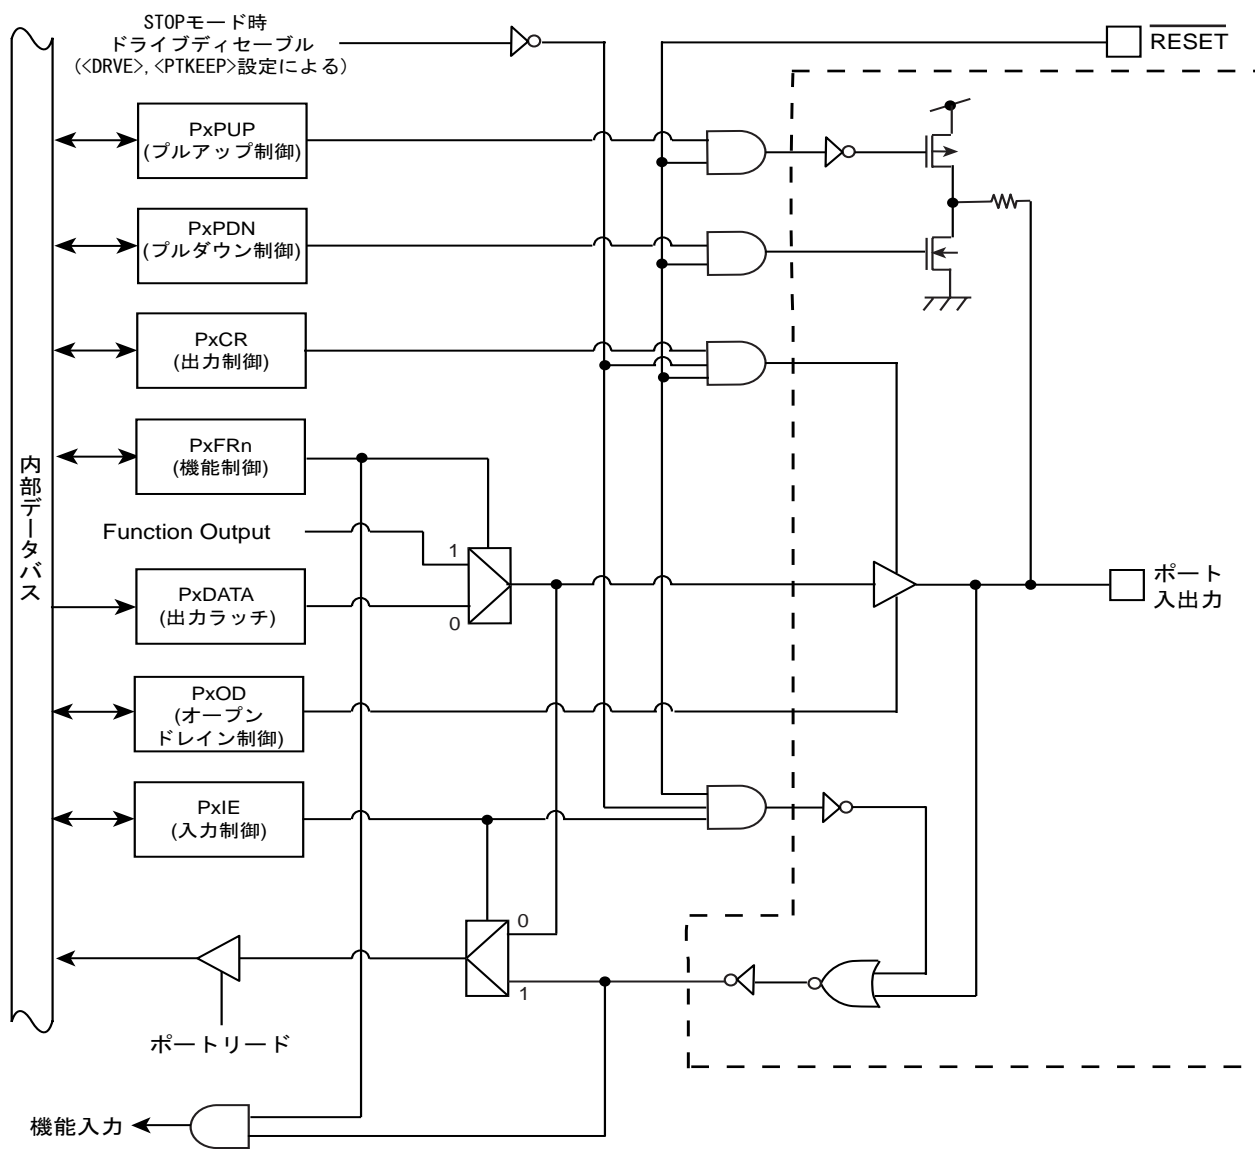 STOPモード時
ドライブディセーブル
(<DRVE>,<PTKEEP>設定による)
RESET
PxPUP
(プルアップ制御)
PxPDN
(プルダウン制御)
PxCR
(出力制御)
PxFRn
(機能制御)
内部データバス
Function Output
1
PxDATA
(出力ラッチ)
0
ポート
入出力
PxOD
(オープン
ドレイン制御)
PxIE
(入力制御)
0
1
ポートリード
機能入力